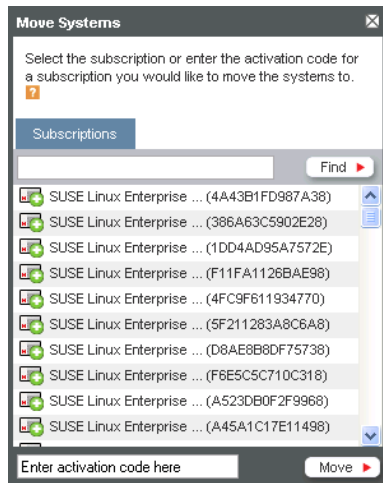 Move Systems
Select the subscription or enter the activation code for
a subscription you would like to move the systems to.
?
Subscriptions
Find
SUSE Linux Enterprise ... (4A43B1FD987A38)
SUSE Linux Enterprise ... (386A63C5902E28)
SUSE Linux Enterprise ... (1DD4AD95A7572E)
SUSE Linux Enterprise ... (F11FA1126BAE98)
SUSE Linux Enterprise ... (4FC9F611934770)
SUSE Linux Enterprise ... (5F211283A8C6A8)
SUSE Linux Enterprise ... (D8AE8B8DF75738)
SUSE Linux Enterprise ... (F6E5C5C710C318)
SUSE Linux Enterprise ... (A523DB0F2F9968)
SUSE Linux Enterprise ... (A45A1C17E11498)
Enter activation code here
Move